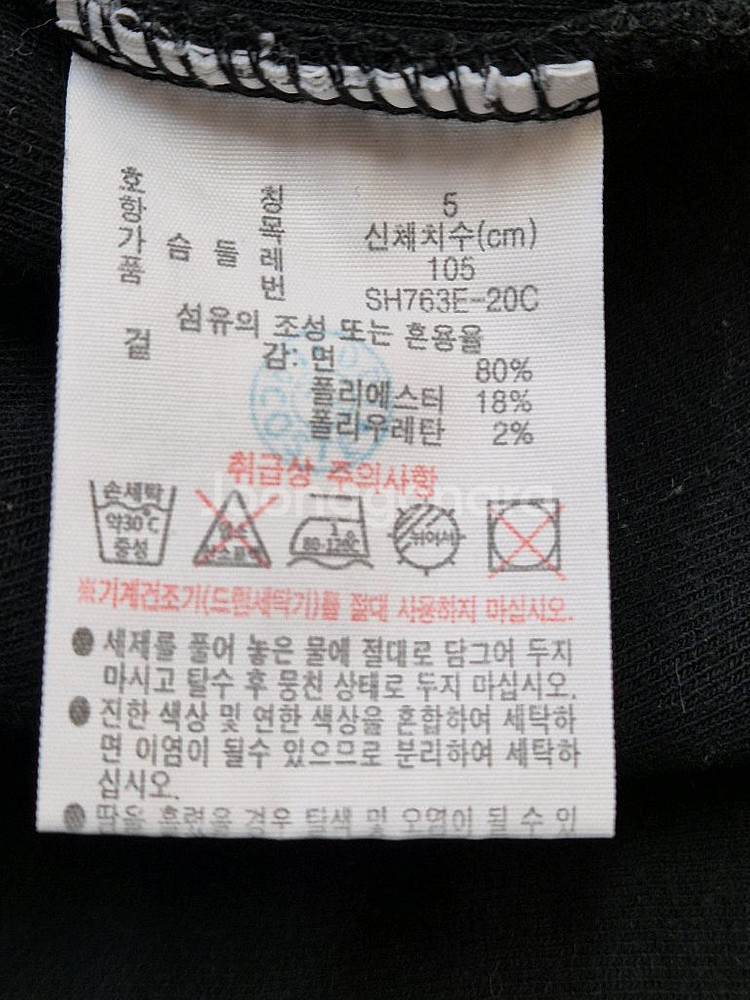 호 칭 5
항 목 신체치수(cm)
가 슴 둘 레 105
품 번 SH763E-20C
섬유의 조성 또는 혼용율
겉 감: 면 80%
폴리에스터 18%
폴리우레탄 2%
취급상 주의사항
손세탁
약30℃
중성
80-120℃
뉘어서
※기계건조기(드럼세탁기)를 절대 사용하지 마십시오.
● 세제를 풀어 놓은 물에 절대로 담그어 두지
마시고 탈수 후 뭉친 상태로 두지 마십시오.
● 진한 색상 및 연한 색상을 혼합하여 세탁하
면 이염이 될수 있으므로 분리하여 세탁하
십시오.
● 땀을 흘렸을 경우 탈색 및 오염이 될 수 있